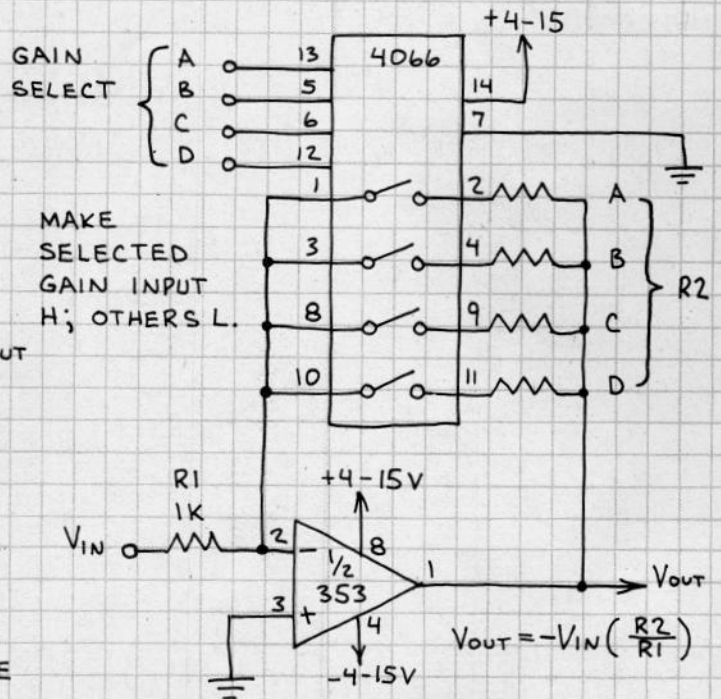 +4-15
GAIN
SELECT
A 13 4066
B 5 14
C 6 7
D 12
1 2 A
MAKE
SELECTED
GAIN INPUT
H; OTHERS L.
3 4 B
R2
8 9 C
UT
10 11 D
R1
1K
+4-15V
VIN 2 - 8
1/2
353
1 VOUT
3 + 4
VOUT = -VIN (R2/R1)
-4-15V
E